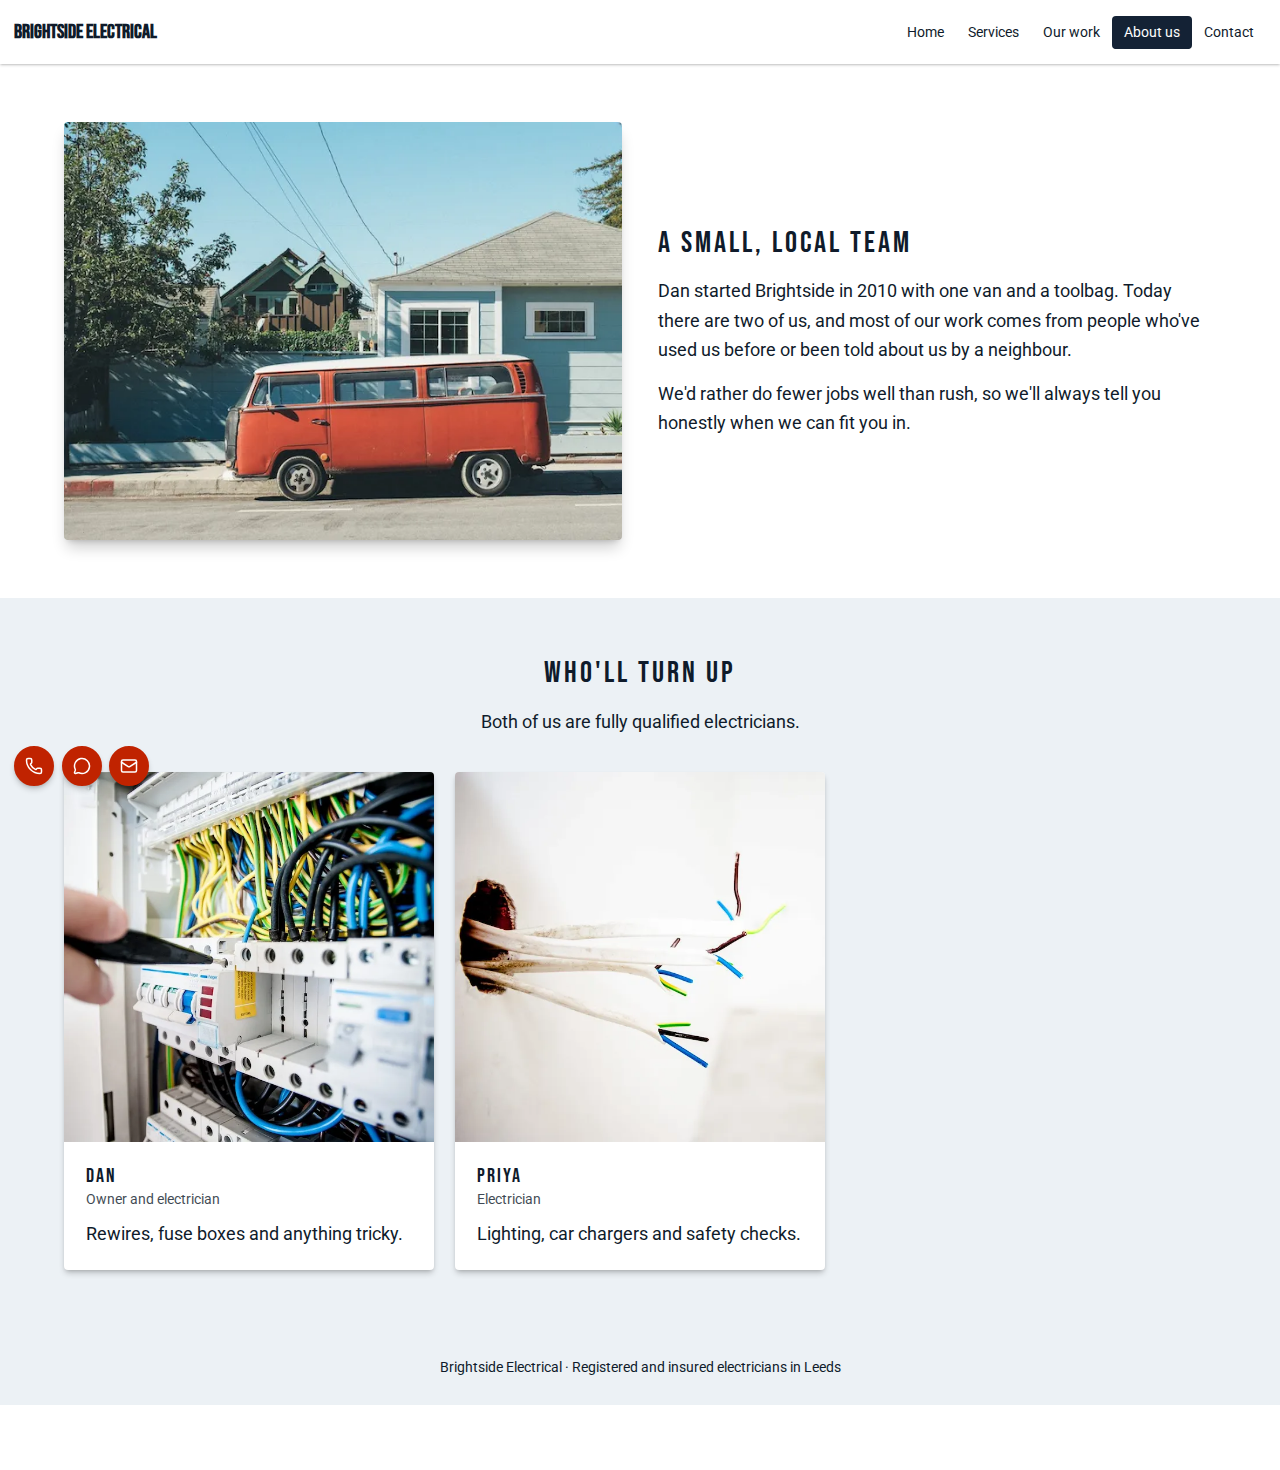 BRIGHTSIDE ELECTRICAL
Home
Services
Our work
About us
Contact
A SMALL, LOCAL TEAM
Dan started Brightside in 2010 with one van and a toolbag. Today
there are two of us, and most of our work comes from people who've
used us before or been told about us by a neighbour.
We'd rather do fewer jobs well than rush, so we'll always tell you
honestly when we can fit you in.
WHO'LL TURN UP
Both of us are fully qualified electricians.
DAN
Owner and electrician
Rewires, fuse boxes and anything tricky.
PRIYA
Electrician
Lighting, car chargers and safety checks.
Brightside Electrical · Registered and insured electricians in Leeds